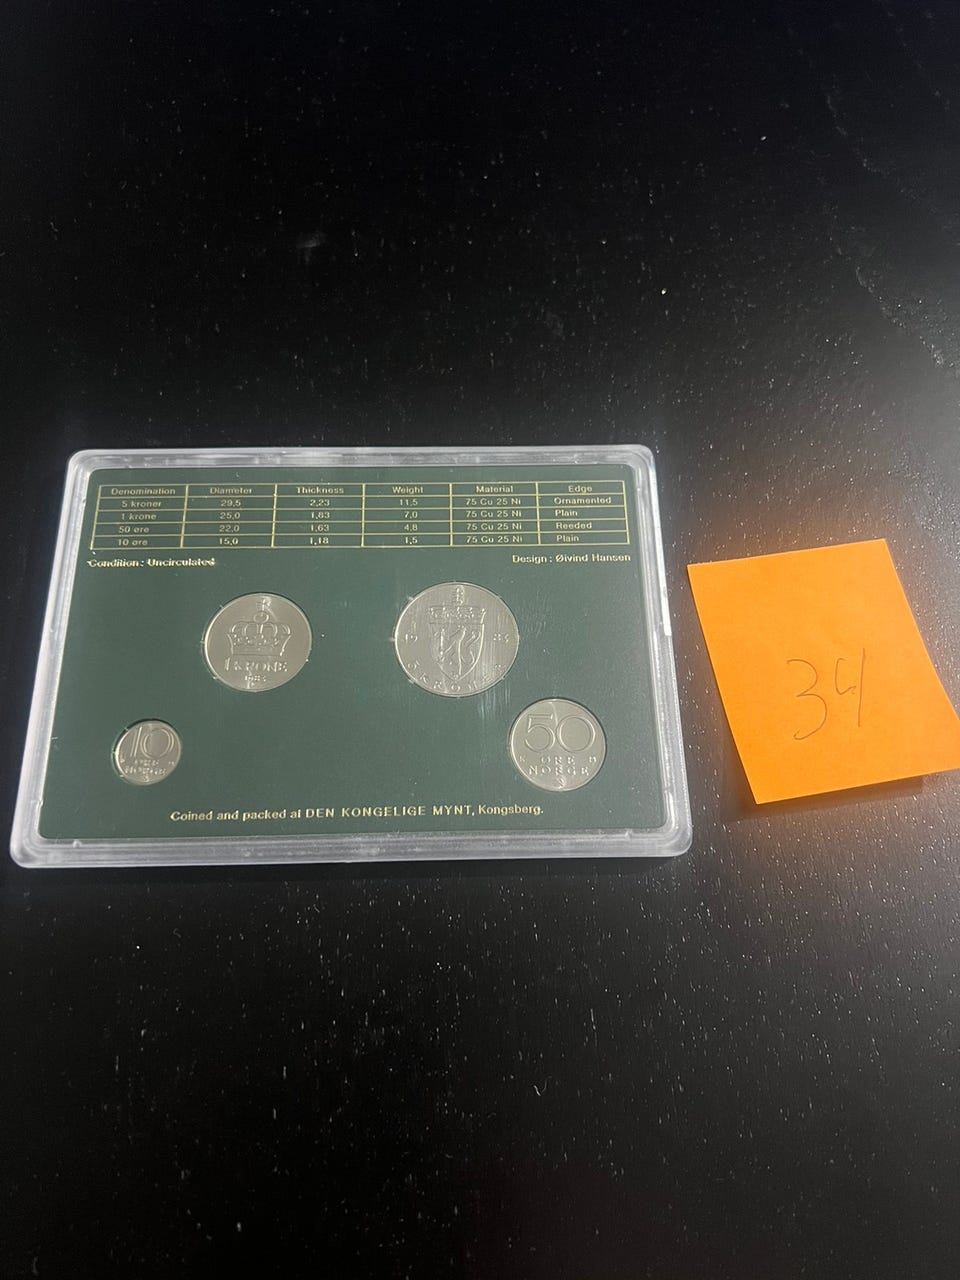 Denomination Diameter Thickness Weight Material Edge
5 kroner 29,5 2,23 11,5 75 Cu 25 Ni Ornamented
1 krone 25,0 1,83 7,0 75 Cu 25 Ni Plain
50 øre 22,0 1,63 4,8 75 Cu 25 Ni Reeded
10 øre 15,0 1,18 1,5 75 Cu 25 Ni Plain
Condition: Uncirculated
Design: Øivind Hansen
1 KRONE
5 KRONER
10
ØRE
NORGE
50
ØRE
NORGE
Coined and packed at DEN KONGELIGE MYNT, Kongsberg.
34